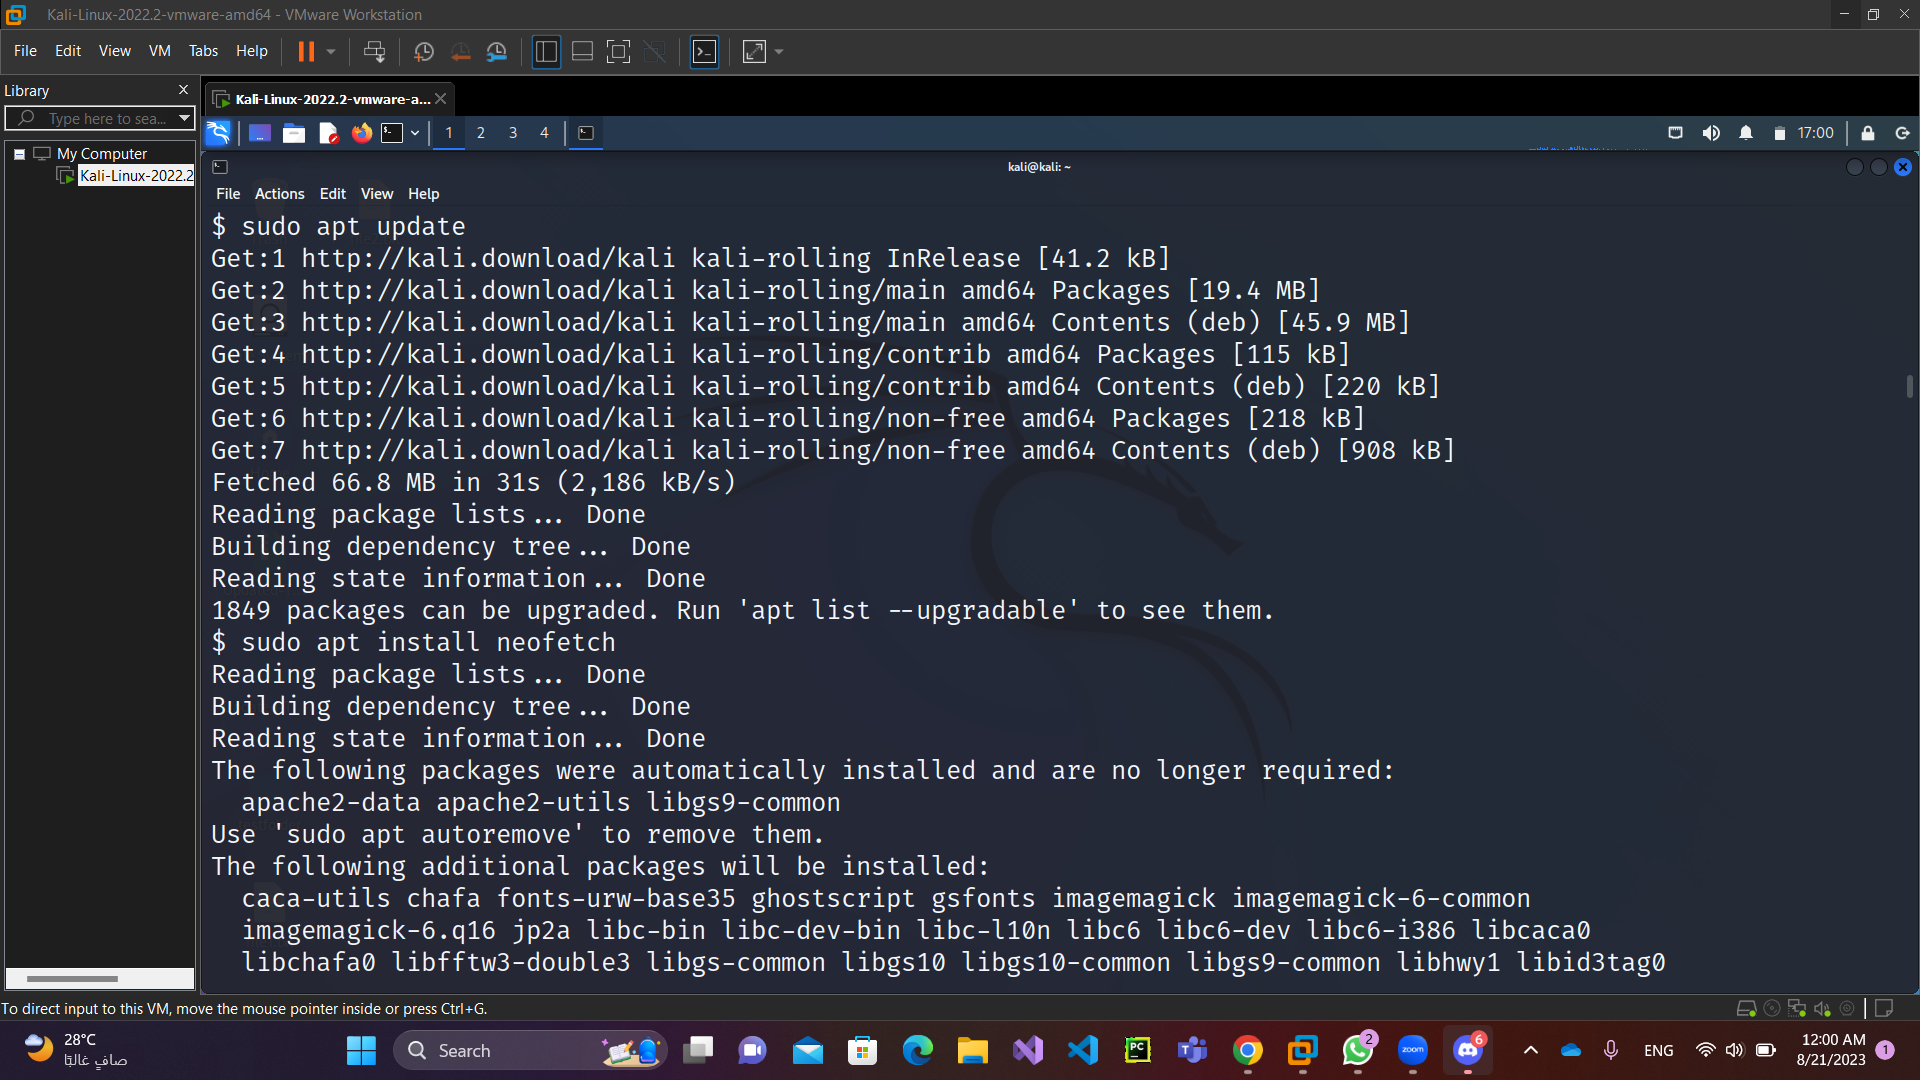 Kali-Linux-2022.2-vmware-amd64 - VMware Workstation
File Edit View VM Tabs Help
Library
Kali-Linux-2022.2-vmware-a...
Type here to sea...
1 2 3 4
17:00
My Computer
Kali-Linux-2022.2
kali@kali: ~
File Actions Edit View Help
$ sudo apt update
Get:1 http://kali.download/kali kali-rolling InRelease [41.2 kB]
Get:2 http://kali.download/kali kali-rolling/main amd64 Packages [19.4 MB]
Get:3 http://kali.download/kali kali-rolling/main amd64 Contents (deb) [45.9 MB]
Get:4 http://kali.download/kali kali-rolling/contrib amd64 Packages [115 kB]
Get:5 http://kali.download/kali kali-rolling/contrib amd64 Contents (deb) [220 kB]
Get:6 http://kali.download/kali kali-rolling/non-free amd64 Packages [218 kB]
Get:7 http://kali.download/kali kali-rolling/non-free amd64 Contents (deb) [908 kB]
Fetched 66.8 MB in 31s (2,186 kB/s)
Reading package lists... Done
Building dependency tree... Done
Reading state information... Done
1849 packages can be upgraded. Run 'apt list --upgradable' to see them.
$ sudo apt install neofetch
Reading package lists... Done
Building dependency tree... Done
Reading state information... Done
The following packages were automatically installed and are no longer required:
apache2-data apache2-utils libgs9-common
Use 'sudo apt autoremove' to remove them.
The following additional packages will be installed:
caca-utils chafa fonts-urw-base35 ghostscript gsfonts imagemagick imagemagick-6-common
imagemagick-6.q16 jp2a libc-bin libc-dev-bin libc-l10n libc6 libc6-dev libc6-i386 libcaca0
libchafa0 libfftw3-double3 libgs-common libgs10 libgs10-common libgs9-common libhwy1 libid3tag0
To direct input to this VM, move the mouse pointer inside or press Ctrl+G.
28°C
صافٍ غالبًا
Search
PC
zoom
2
6
ENG
12:00 AM
8/21/2023
1